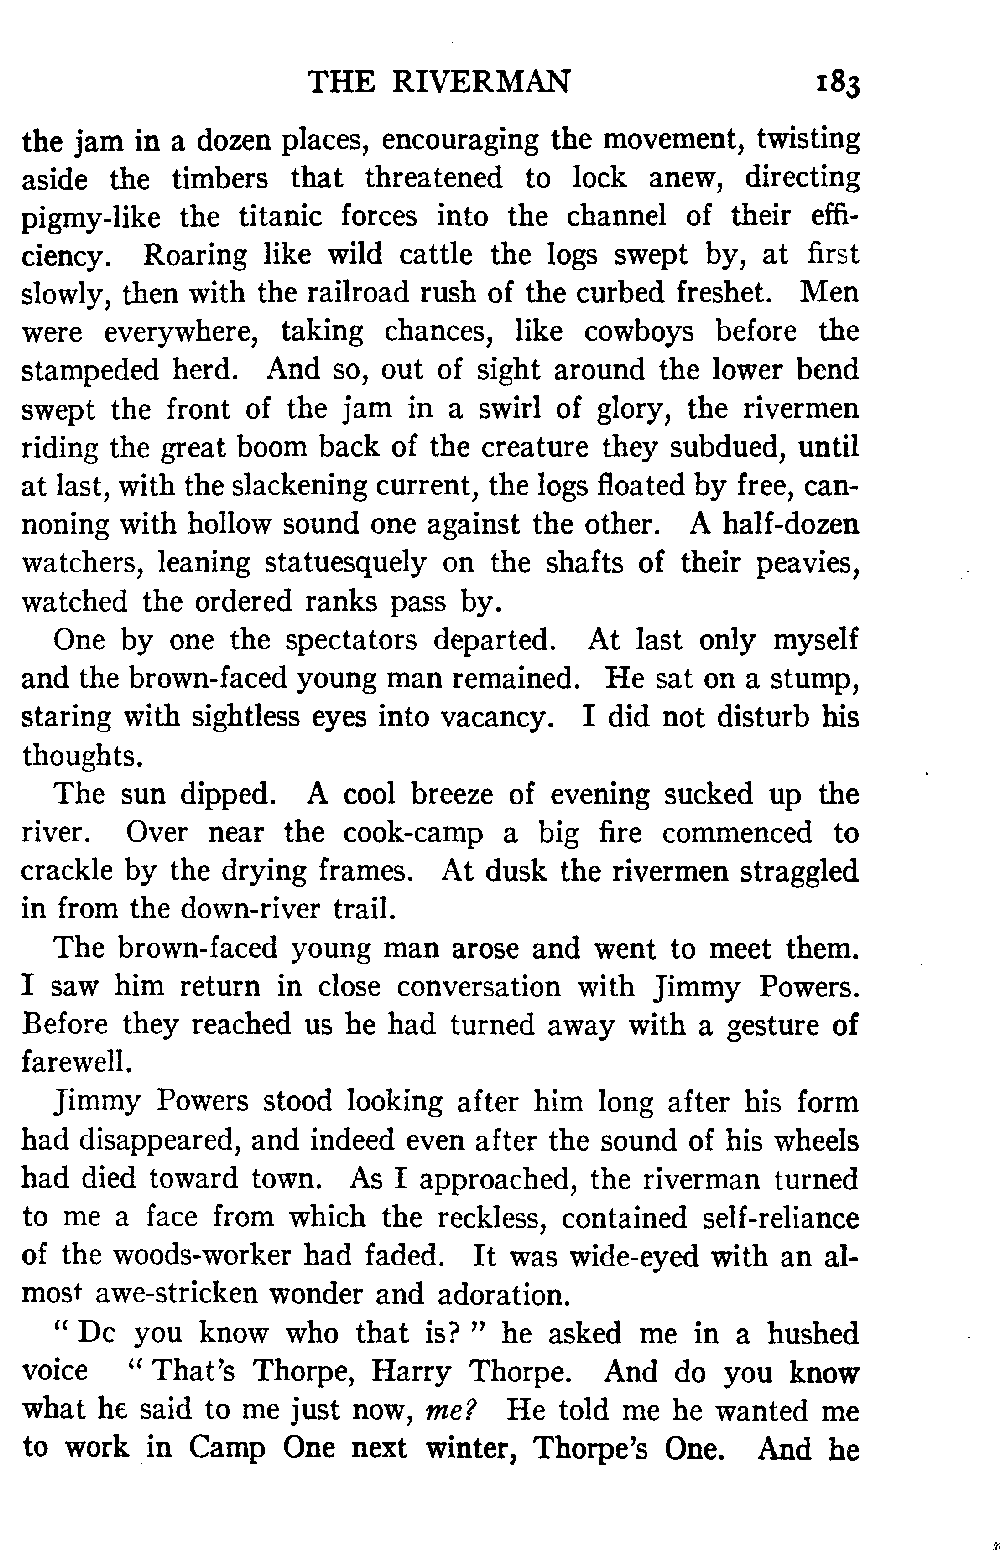 THE RIVERMAN 183
the jam in a dozen places, encouraging the movement, twisting
aside the timbers that threatened to lock anew, directing
pigmy-like the titanic forces into the channel of their effi-
ciency. Roaring like wild cattle the logs swept by, at first
slowly, then with the railroad rush of the curbed freshet. Men
were everywhere, taking chances, like cowboys before the
stampeded herd. And so, out of sight around the lower bend
swept the front of the jam in a swirl of glory, the rivermen
riding the great boom back of the creature they subdued, until
at last, with the slackening current, the logs floated by free, can-
noning with hollow sound one against the other. A half-dozen
watchers, leaning statuesquely on the shafts of their peavies,
watched the ordered ranks pass by.
One by one the spectators departed. At last only myself
and the brown-faced young man remained. He sat on a stump,
staring with sightless eyes into vacancy. I did not disturb his
thoughts.
The sun dipped. A cool breeze of evening sucked up the
river. Over near the cook-camp a big fire commenced to
crackle by the drying frames. At dusk the rivermen straggled
in from the down-river trail.
The brown-faced young man arose and went to meet them.
I saw him return in close conversation with Jimmy Powers.
Before they reached us he had turned away with a gesture of
farewell.
Jimmy Powers stood looking after him long after his form
had disappeared, and indeed even after the sound of his wheels
had died toward town. As I approached, the riverman turned
to me a face from which the reckless, contained self-reliance
of the woods-worker had faded. It was wide-eyed with an al-
most awe-stricken wonder and adoration.
" Dc you know who that is? " he asked me in a hushed
voice " That's Thorpe, Harry Thorpe. And do you know
what he said to me just now, me? He told me he wanted me
to work in Camp One next winter, Thorpe's One. And he